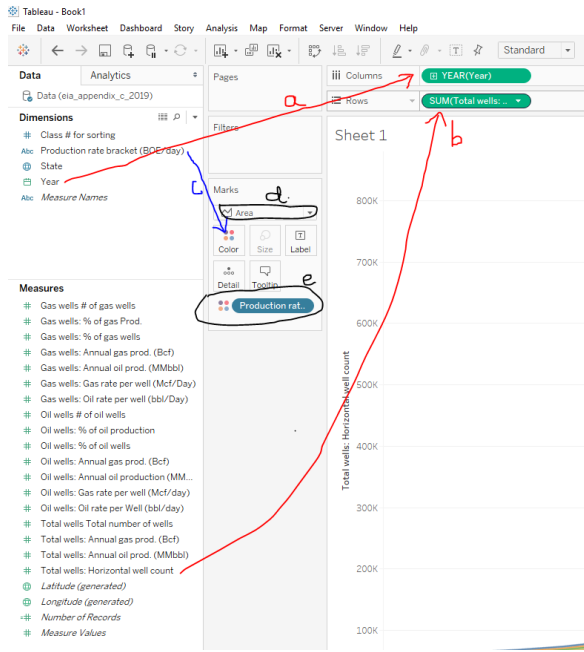 Tableau - Book1
File Data Worksheet Dashboard Story Analysis Map Format Server Window Help
Standard
Data Analytics
Data (eia_appendix_c_2019)
Dimensions
Class # for sorting
Abc Production rate bracket (BOE/day)
State
Year
Abc Measure Names
Measures
Gas wells # of gas wells
Gas wells: % of gas Prod.
Gas wells: % of gas wells
Gas wells: Annual gas prod. (Bcf)
Gas wells: Annual oil prod. (MMbbl)
Gas wells: Gas rate per well (Mcf/Day)
Gas wells: Oil rate per well (bbl/Day)
Oil wells # of oil wells
Oil wells: % of oil production
Oil wells: % of oil wells
Oil wells: Annual gas prod. (Bcf)
Oil wells: Annual oil production (MM...
Oil wells: Gas rate per well (Mcf/day)
Oil wells: Oil rate per Well (bbl/day)
Total wells Total number of wells
Total wells: Annual gas prod. (Bcf)
Total wells: Annual oil prod. (MMbbl)
Total wells: Horizontal well count
Latitude (generated)
Longitude (generated)
Number of Records
Measure Values
Pages
Filters
Marks
d.
Area
Color Size Label
Detail Tooltip
e
Production rat..
a
b
c
iii Columns YEAR(Year)
Rows SUM(Total wells: ..
Sheet 1
800K
700K
600K
500K
400K
300K
200K
100K
Total wells: Horizontal well count